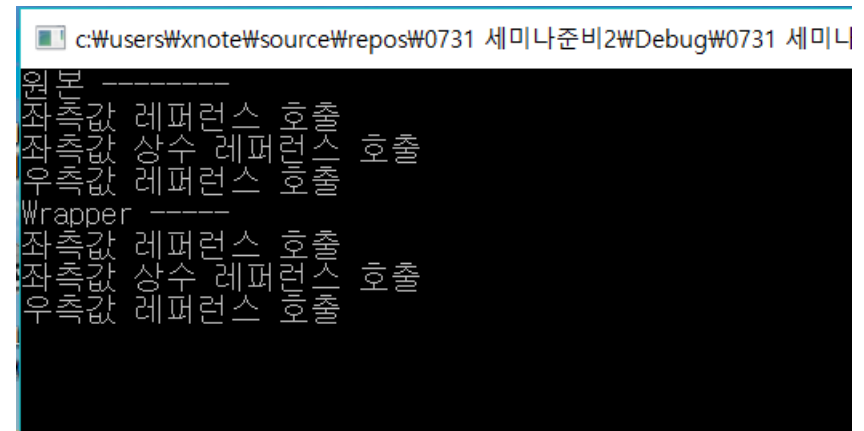 c:₩users₩xnote₩source₩repos₩0731 세미나준비2₩Debug₩0731 세미나
원본 --------
좌측값 레퍼런스 호출
좌측값 상수 레퍼런스 호출
우측값 레퍼런스 호출
₩rapper -----
좌측값 레퍼런스 호출
좌측값 상수 레퍼런스 호출
우측값 레퍼런스 호출